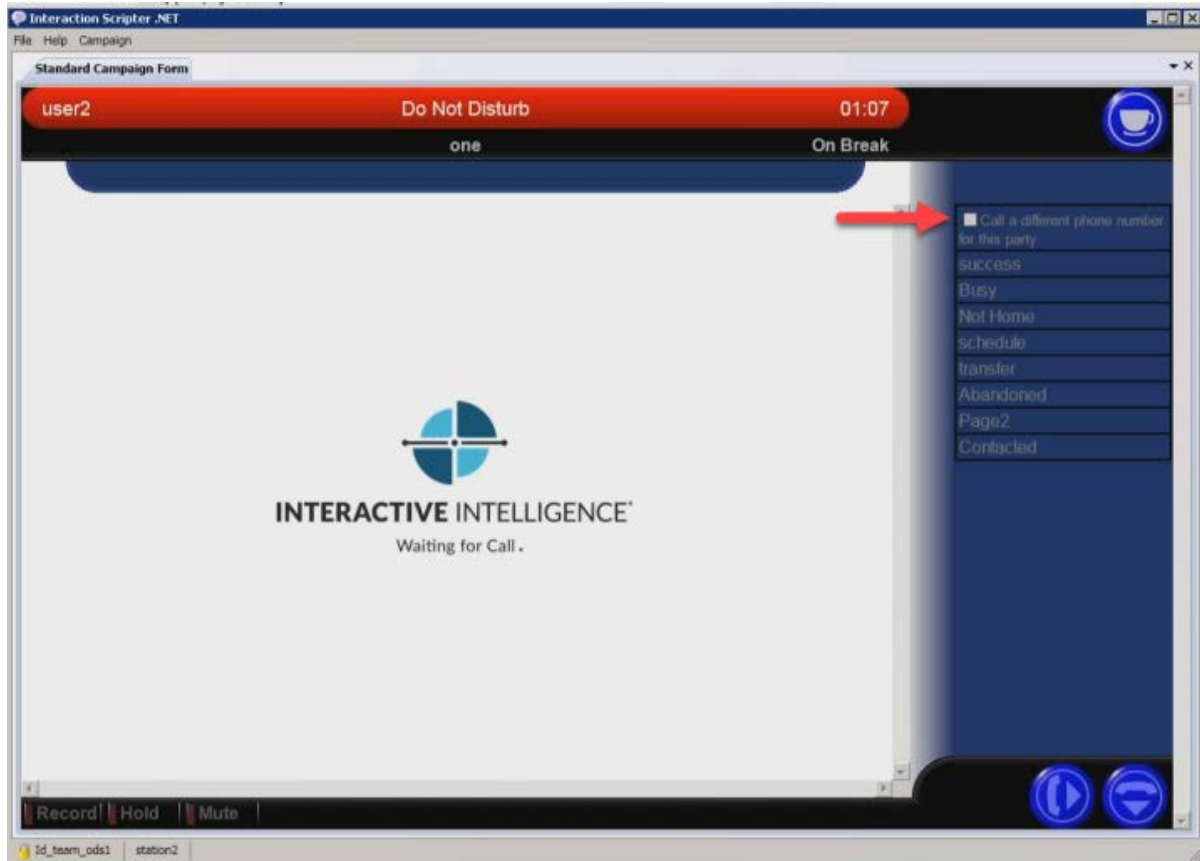 Interaction Scripter .NET
File Help Campaign
Standard Campaign Form
user2 Do Not Disturb 01:07
one On Break
Call a different phone number
for this party
success
Busy
Not Home
schedule
transfer
Abandoned
Page2
Contacted
INTERACTIVE INTELLIGENCE
Waiting for Call .
Record Hold Mute
Id_team_ods1 station2